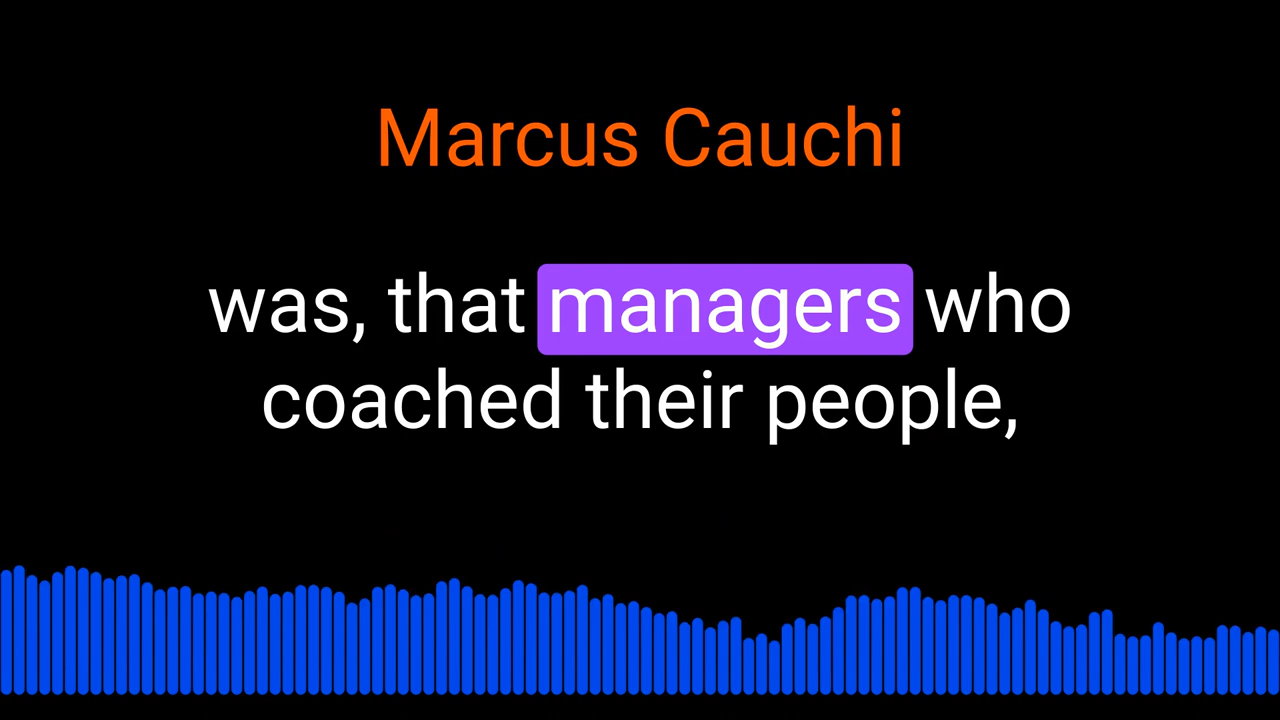 Marcus Cauchi
was, that managers who
coached their people,